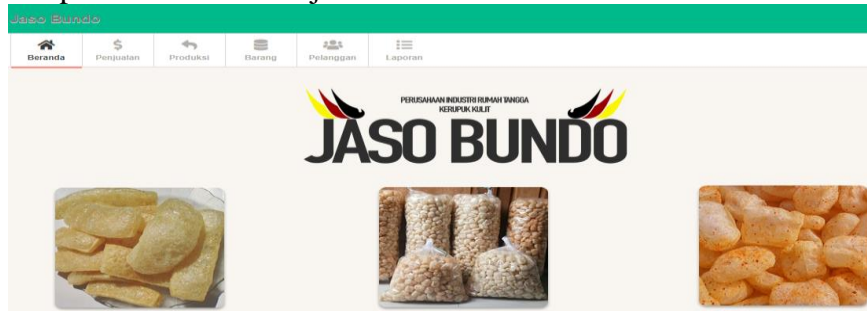 Jaso Bundo
Beranda
Penjualan
Produksi
Barang
Pelanggan
Laporan
PERUSAHAAN INDUSTRI RUMAH TANGGA
KERUPUK KULIT
JASO BUNDO